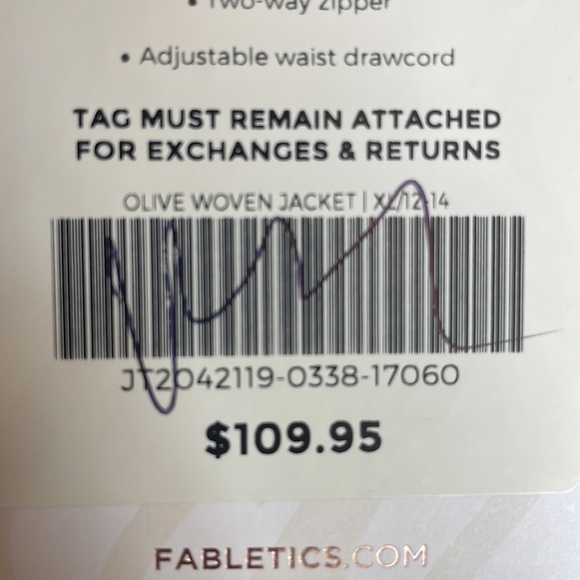 • Two-way zipper
• Adjustable waist drawcord
TAG MUST REMAIN ATTACHED
FOR EXCHANGES & RETURNS
OLIVE WOVEN JACKET | XL/12-14
JT2042119-0338-17060
$109.95
FABLETICS.COM